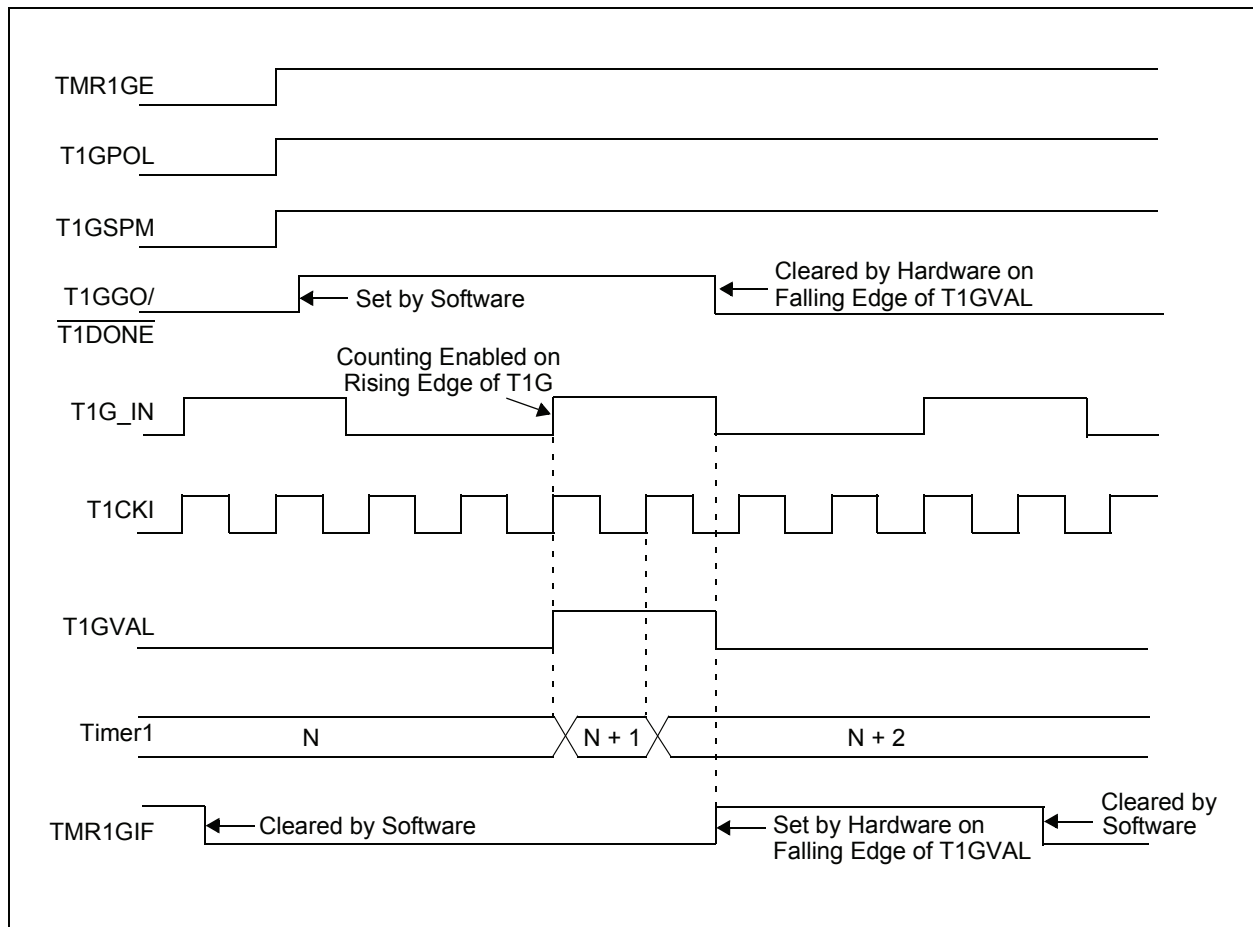 TMR1GE
T1GPOL
T1GSPM
T1GGO/
T1DONE
Set by Software
Cleared by Hardware on
Falling Edge of T1GVAL
Counting Enabled on
Rising Edge of T1G
T1G_IN
T1CKI
T1GVAL
Timer1
N
N + 1
N + 2
TMR1GIF
Cleared by Software
Set by Hardware on
Falling Edge of T1GVAL
Cleared by
Software